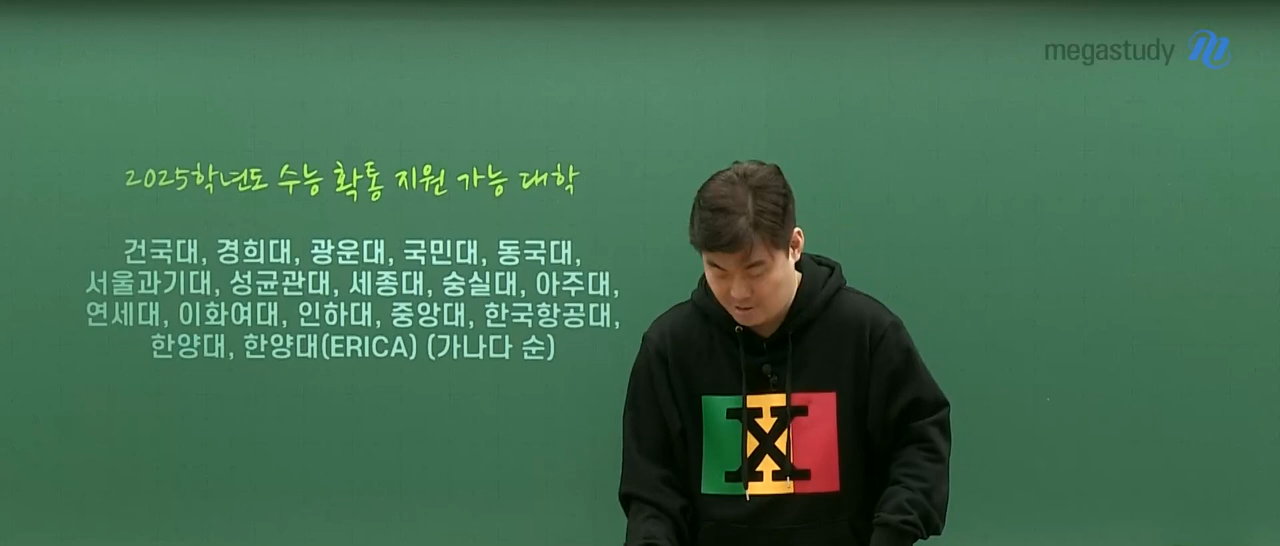 megastudy
2025학년도 수능 확통 지원 가능 대학
건국대, 경희대, 광운대, 국민대, 동국대,
서울과기대, 성균관대, 세종대, 숭실대, 아주대,
연세대, 이화여대, 인하대, 중앙대, 한국항공대,
한양대, 한양대(ERICA) (가나다 순)
X